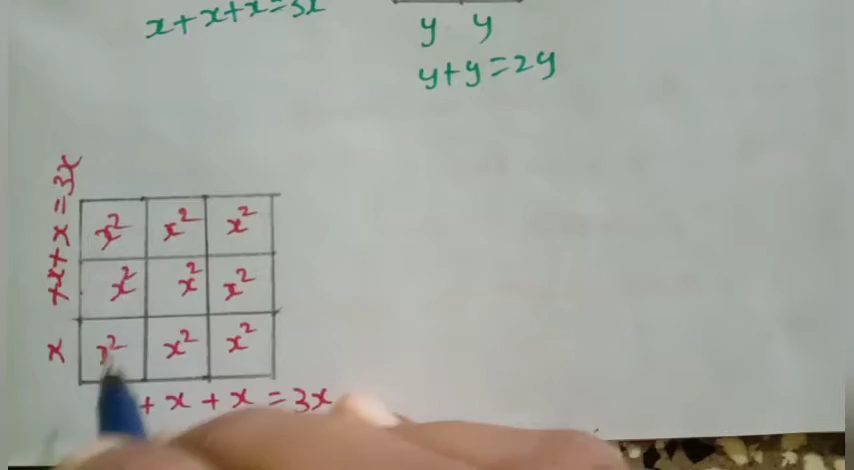 x+x+x=3x
y y
y+y=2y
x+x+x=3x
x² x² x²
x² x² x²
x² x² x²
+x+x=3x